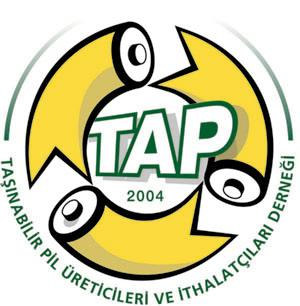 TAP
2004
TAŞINABİLİR PİL ÜRETİCİLERİ VE İTHALATÇILARI DERNEĞİ